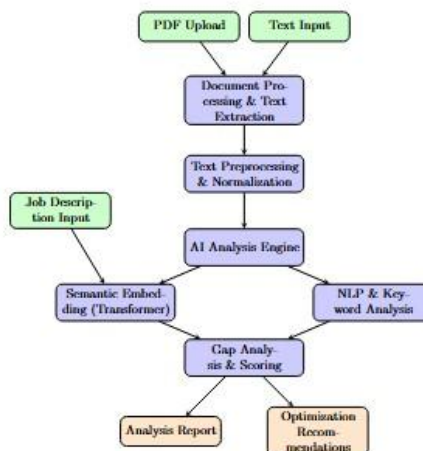 PDF Upload
Text Input
Document Pro-
cessing & Text
Extraction
Text Preprocessing
& Normalization
Job Descrip-
tion Input
AI Analysis Engine
Semantic Embed-
ding (Transformer)
NLP & Key-
word Analysis
Gap Analy-
sis & Scoring
Analysis Report
Optimization
Recom-
mendations